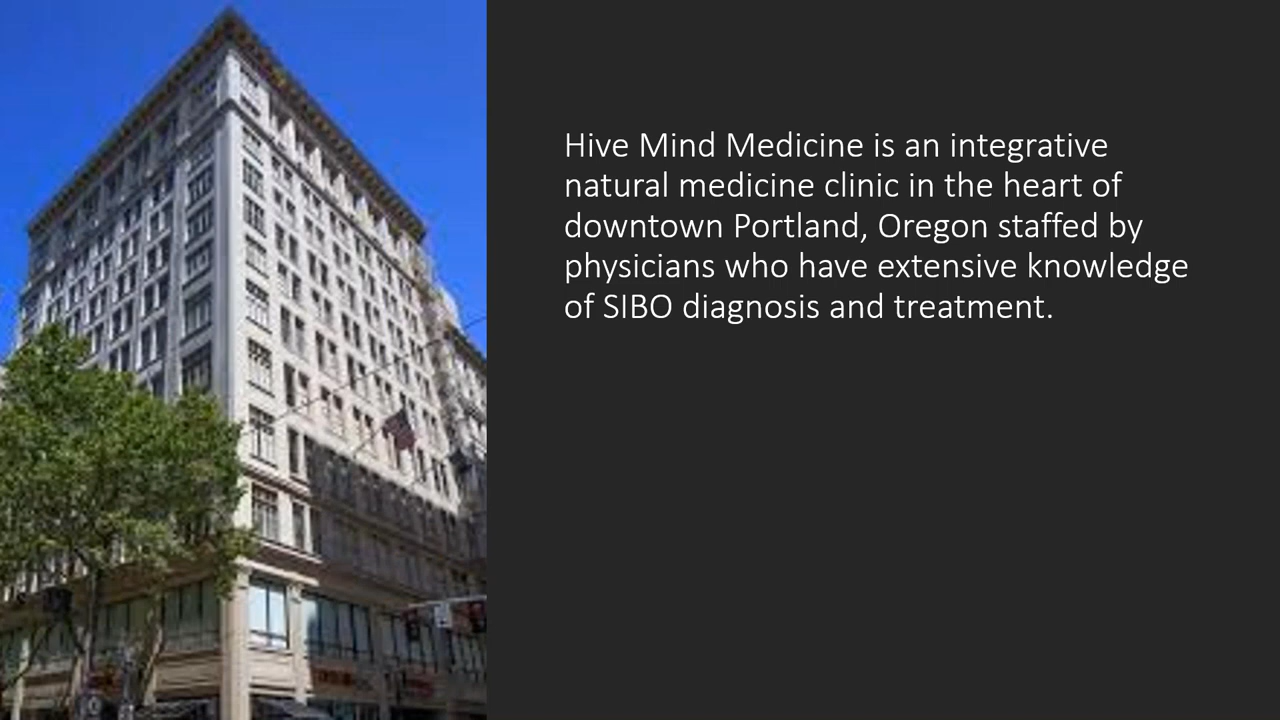 Hive Mind Medicine is an integrative
natural medicine clinic in the heart of
downtown Portland, Oregon staffed by
physicians who have extensive knowledge
of SIBO diagnosis and treatment.